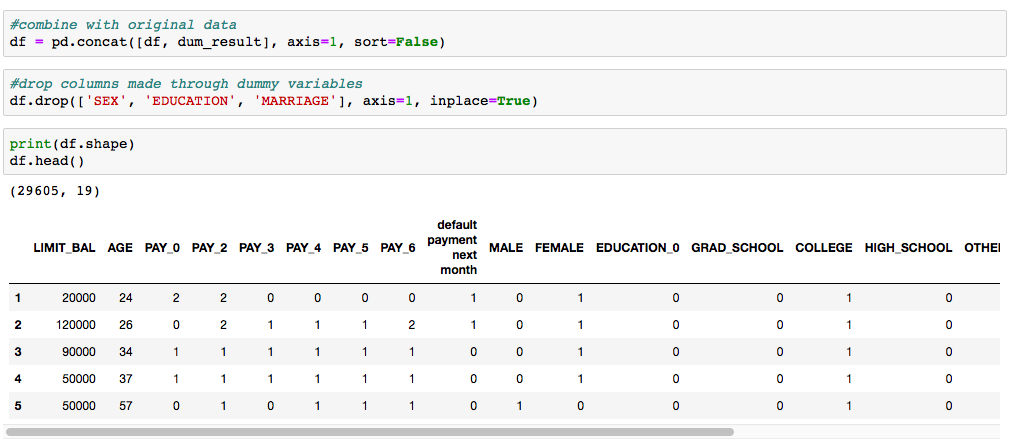 #combine with original data
df = pd.concat([df, dum_result], axis=1, sort=False)
#drop columns made through dummy variables
df.drop(['SEX', 'EDUCATION', 'MARRIAGE'], axis=1, inplace=True)
print(df.shape)
df.head()
(29605, 19)
LIMIT_BAL AGE PAY_0 PAY_2 PAY_3 PAY_4 PAY_5 PAY_6 default payment next month MALE FEMALE EDUCATION_0 GRAD_SCHOOL COLLEGE HIGH_SCHOOL
1 20000 24 2 2 0 0 0 0 1 0 1 0 0 1 0
2 120000 26 0 2 1 1 1 2 1 0 1 0 0 1 0
3 90000 34 1 1 1 1 1 1 0 0 1 0 0 1 0
4 50000 37 1 1 1 1 1 1 0 0 1 0 0 1 0
5 50000 57 0 1 0 1 1 1 0 1 0 0 0 1 0